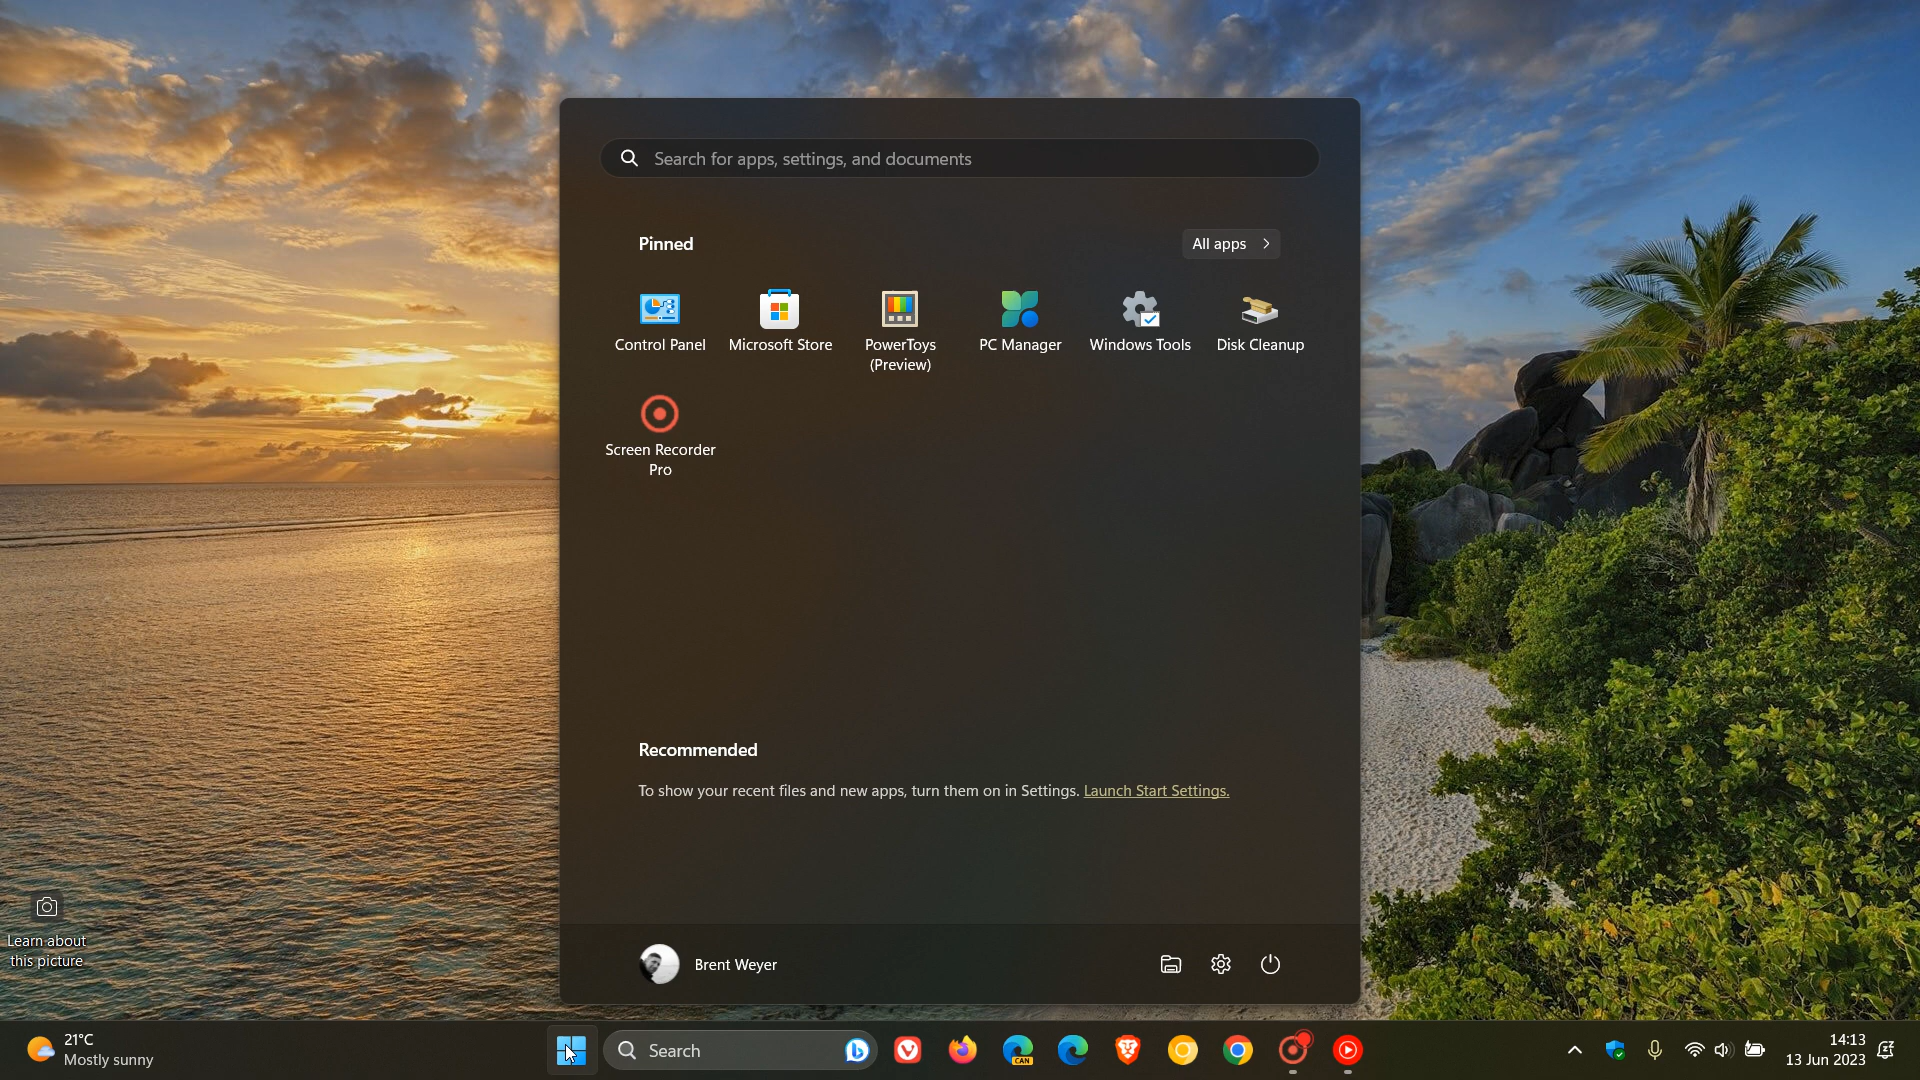 Search for apps, settings, and documents
Pinned
All apps
Control Panel
Microsoft Store
PowerToys
(Preview)
PC Manager
Windows Tools
Disk Cleanup
Screen Recorder
Pro
Recommended
To show your recent files and new apps, turn them on in Settings. Launch Start Settings.
Learn about
this picture
Brent Weyer
21°C
Mostly sunny
Search
CAN
14:13
13 Jun 2023